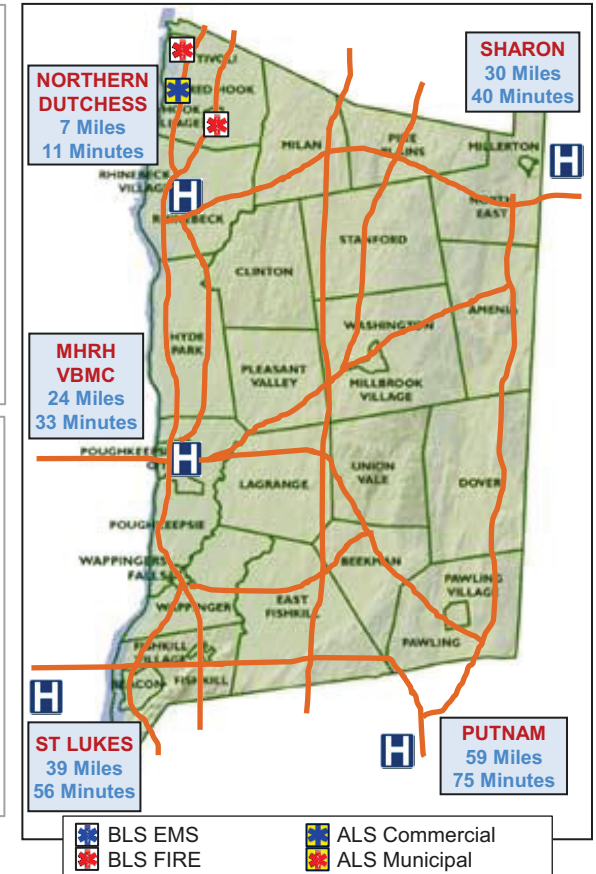 TIVOLI
NORTHERN
DUTCHESS
7 Miles
11 Minutes
SHARON
30 Miles
40 Minutes
RED HOOK
MILAN
PINE
PLAINS
MILLERTON
H
RHINEBECK
VILLAGE
H
RHINEBECK
NORTH
EAST
STANFORD
CLINTON
AMENIA
WASHINGTON
HYDE
PARK
MHRH
VBMC
24 Miles
33 Minutes
PLEASANT
VALLEY
MILLBROOK
VILLAGE
H
LAGRANGE
UNION
VALE
DOVER
POUGHKEEPSIE
WAPPINGERS
FALLS
BEEKMAN
PAWLING
VILLAGE
WAPPINGER
EAST
FISHKILL
PAWLING
FISHKILL
VILLAGE
BEACON
FISHKILL
H
H
ST LUKES
39 Miles
56 Minutes
PUTNAM
59 Miles
75 Minutes
BLS EMS
ALS Commercial
BLS FIRE
ALS Municipal